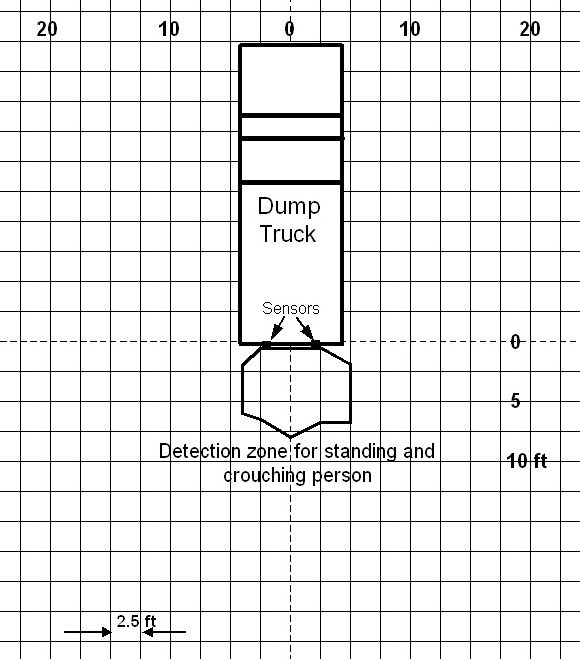 20 10 0 10 20
Dump
Truck
Sensors
0
5
Detection zone for standing and
10 ft
crouching person
2.5 ft